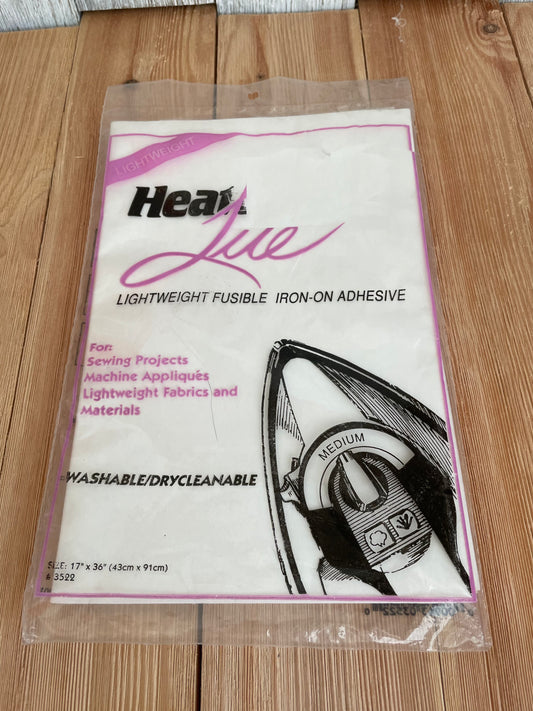 LIGHTWEIGHT
Heat
Lite
LIGHTWEIGHT FUSIBLE IRON-ON ADHESIVE
For:
Sewing Projects
Machine Appliqués
Lightweight Fabrics and
Materials
MEDIUM
WASHABLE/DRYCLEANABLE
SIZE: 17" x 36" (43cm x 91cm)
# 3522